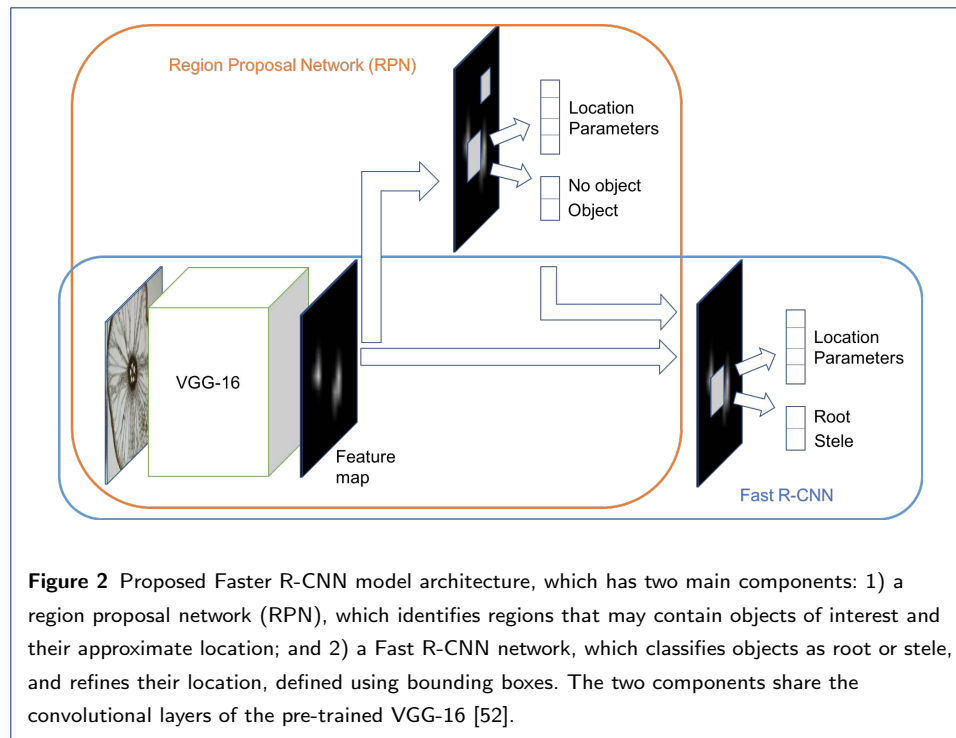 Region Proposal Network (RPN)
Location
Parameters
No object
Object
VGG-16
Feature
map
Location
Parameters
Root
Stele
Fast R-CNN
Figure 2 Proposed Faster R-CNN model architecture, which has two main components: 1) a
region proposal network (RPN), which identifies regions that may contain objects of interest and
their approximate location; and 2) a Fast R-CNN network, which classifies objects as root or stele,
and refines their location, defined using bounding boxes. The two components share the
convolutional layers of the pre-trained VGG-16 [52].